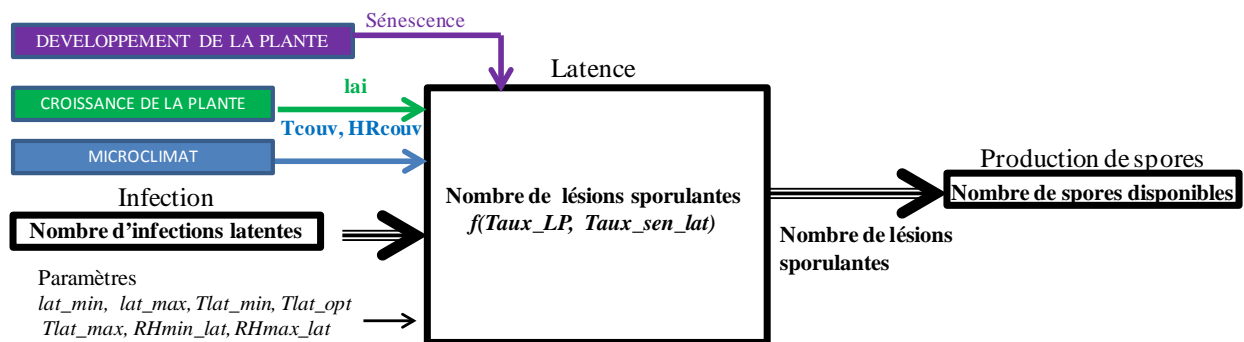 Sénescence
DEVELOPPEMENT DE LA PLANTE
Latence
CROISSANCE DE LA PLANTE
lai
Tcouv, HRcouv
MICROCLIMAT
Infection
Nombre d'infections latentes
Nombre de lésions sporulantes
f(Taux_LP, Taux_sen_lat)
Production de spores
Nombre de spores disponibles
Nombre de lésions
sporulantes
Paramètres
lat_min, lat_max, Tlat_min, Tlat_opt
Tlat_max, RHmin_lat, RHmax_lat